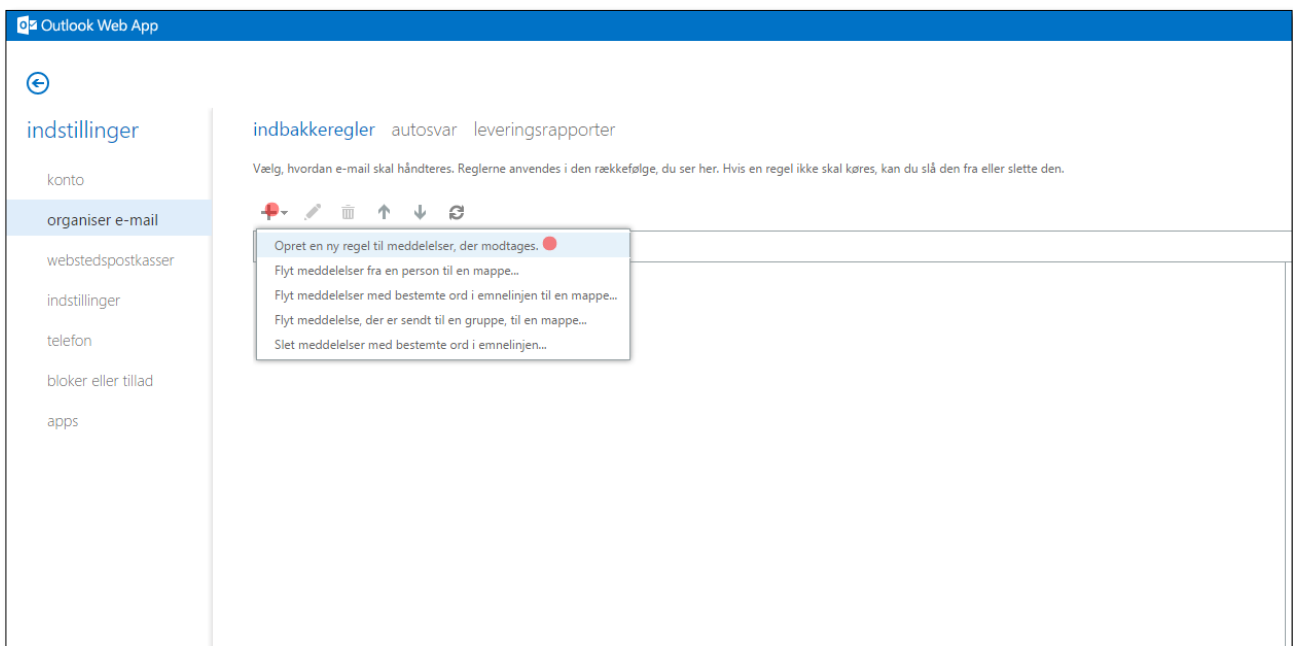 Outlook Web App
indstillinger
konto
organiser e-mail
webstedspostkasser
indstillinger
telefon
bloker eller tillad
apps
indbakkeregler autosvar leveringsrapporter
Vælg, hvordan e-mail skal håndteres. Reglerne anvendes i den rækkefølge, du ser her. Hvis en regel ikke skal køres, kan du slå den fra eller slette den.
Opret en ny regel til meddelelser, der modtages.
Flyt meddelelser fra en person til en mappe...
Flyt meddelelser med bestemte ord i emnelinjen til en mappe...
Flyt meddelelse, der er sendt til en gruppe, til en mappe...
Slet meddelelser med bestemte ord i emnelinjen...